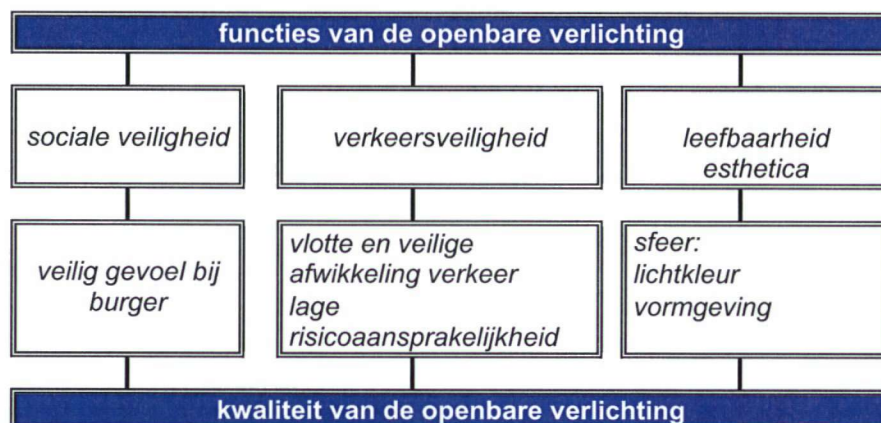 functies van de openbare verlichting
sociale veiligheid
verkeersveiligheid
leefbaarheid
esthetica
veilig gevoel bij
burger
vlotte en veilige
afwikkeling verkeer
lage
risicoaansprakelijkheid
sfeer:
lichtkleur
vormgeving
kwaliteit van de openbare verlichting